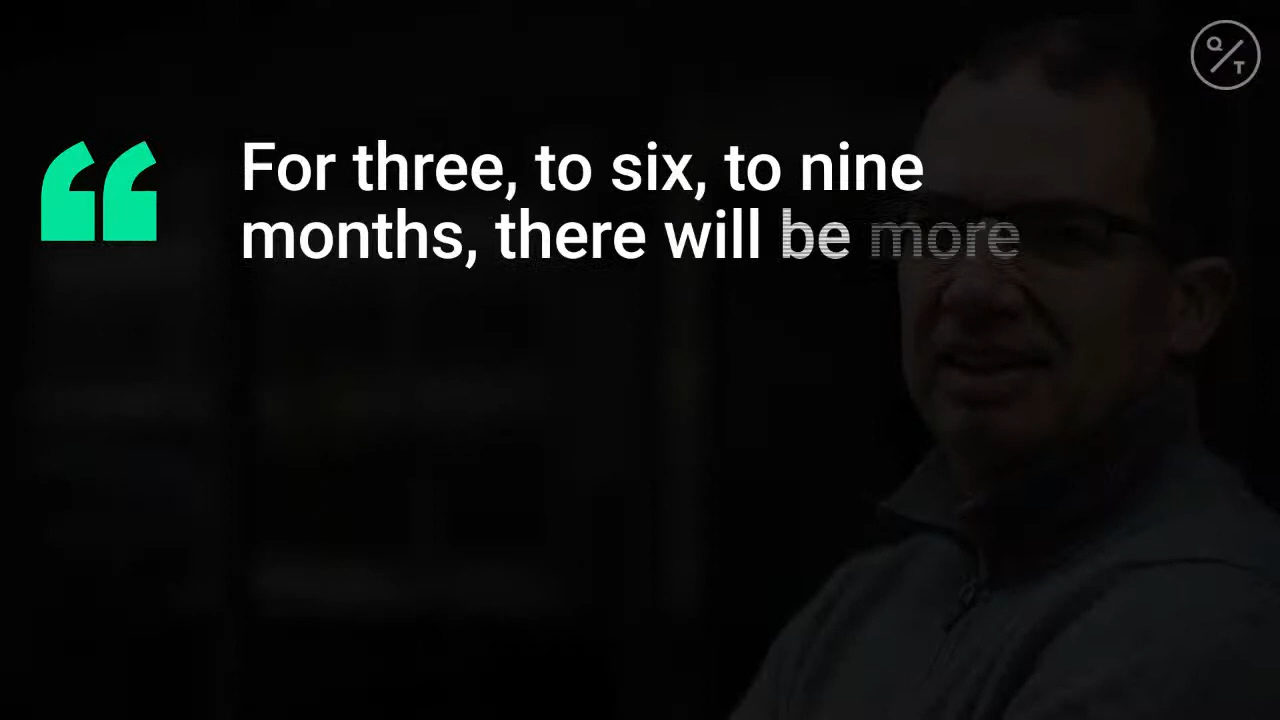 Q
T
“
For three, to six, to nine
months, there will be more